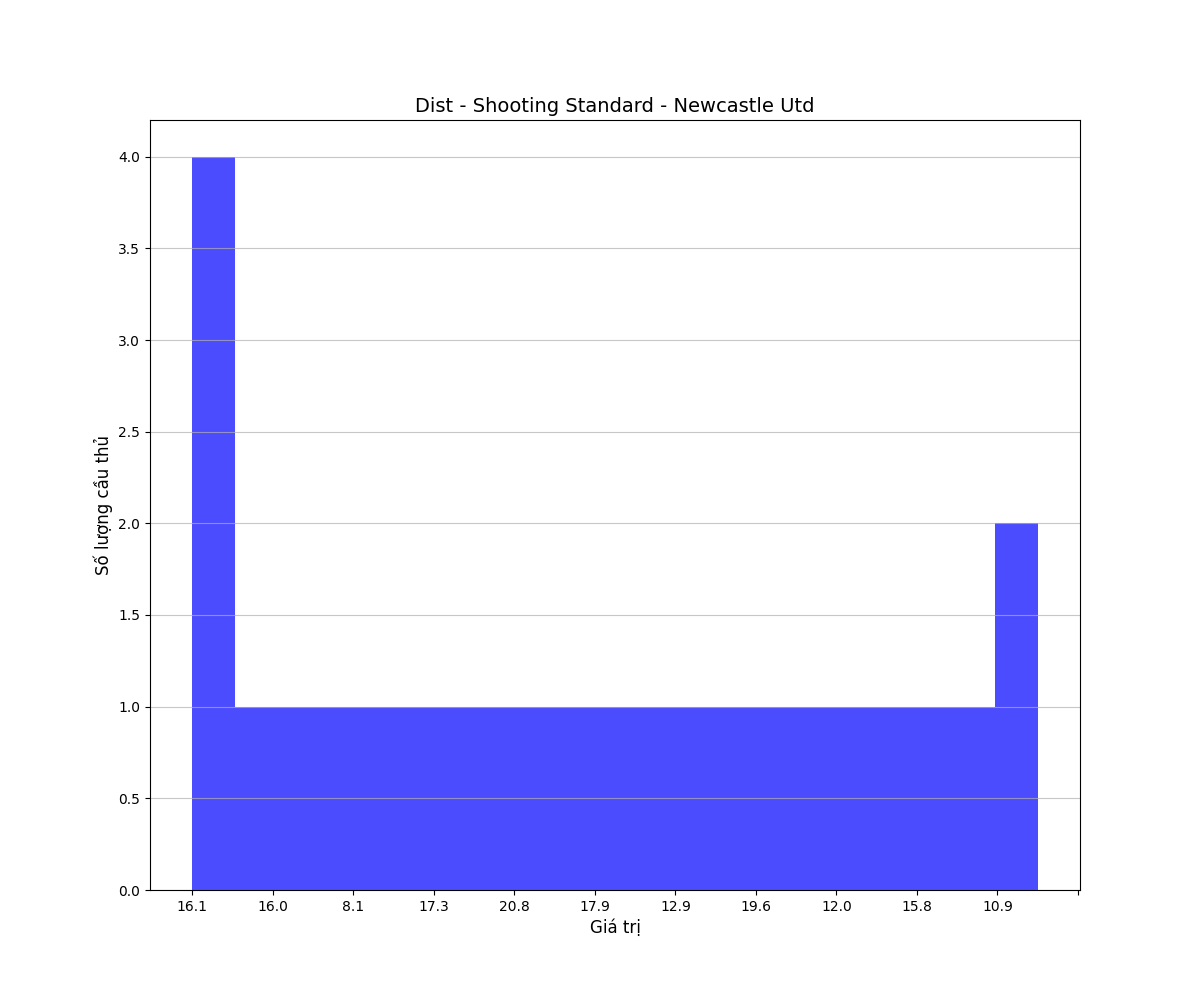 Dist - Shooting Standard - Newcastle Utd
4.0
3.5
3.0
2.5
2.0
1.5
1.0
0.5
0.0
Số lượng cầu thủ
16.1 16.0 8.1 17.3 20.8 17.9 12.9 19.6 12.0 15.8 10.9
Giá trị